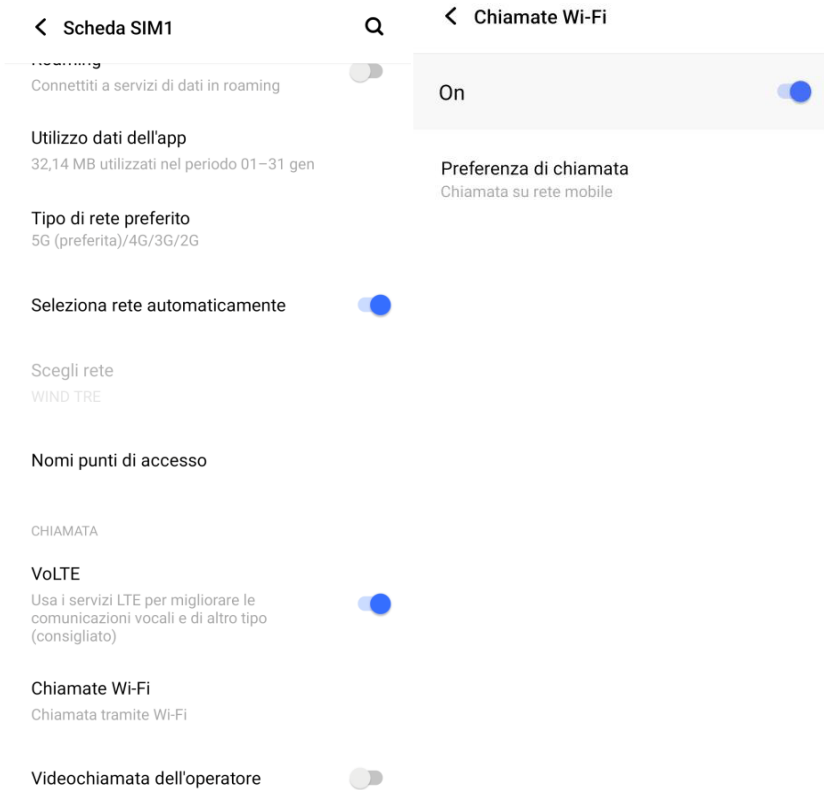 Scheda SIM1
Connettiti a servizi di dati in roaming
Utilizzo dati dell'app
32,14 MB utilizzati nel periodo 01–31 gen
Tipo di rete preferito
5G (preferita)/4G/3G/2G
Seleziona rete automaticamente
Scegli rete
WIND TRE
Nomi punti di accesso
CHIAMATA
VoLTE
Usa i servizi LTE per migliorare le
comunicazioni vocali e di altro tipo
(consigliato)
Chiamate Wi-Fi
Chiamata tramite Wi-Fi
Videochiamata dell'operatore
Chiamate Wi-Fi
On
Preferenza di chiamata
Chiamata su rete mobile